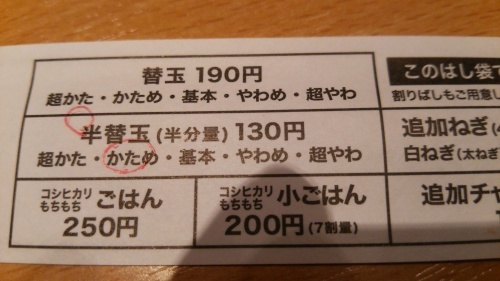 替玉 190円
超かた・かため・基本・やわめ・超やわ
半替玉 (半分量) 130円
超かた・かため・基本・やわめ・超やわ
コシヒカリ
もちもち ごはん
250円
コシヒカリ
もちもち 小ごはん
200円 (7割量)
このはし袋で
割りばしもご用意し
追加ねぎ
白ねぎ (太ねぎ
追加チャ